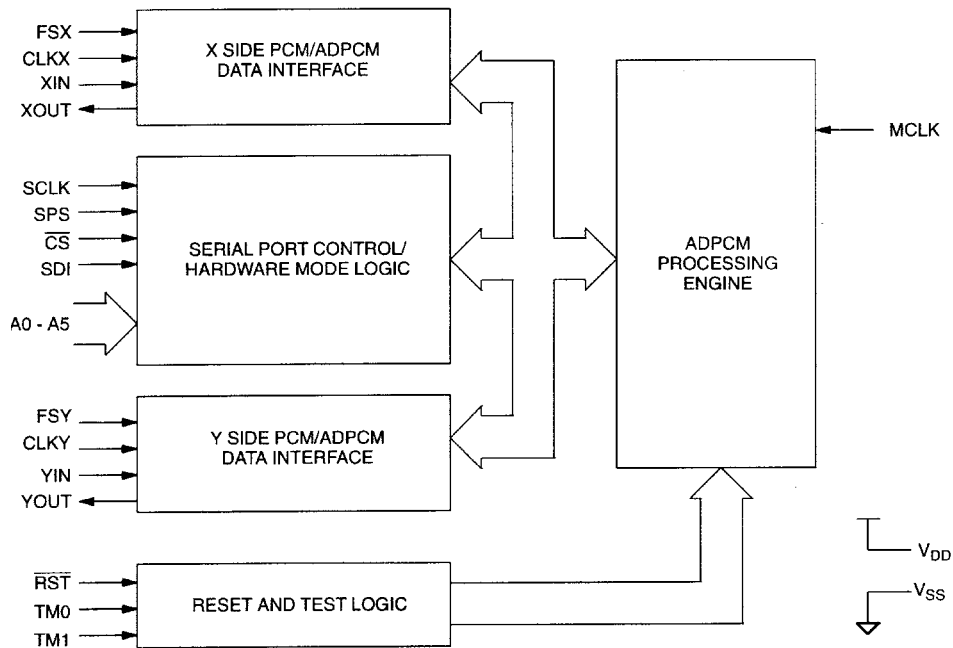 FSX
CLKX
XIN
XOUT
X SIDE PCM/ADPCM
DATA INTERFACE
SCLK
SPS
CS
SDI
A0 - A5
SERIAL PORT CONTROL/
HARDWARE MODE LOGIC
FSY
CLKY
YIN
YOUT
Y SIDE PCM/ADPCM
DATA INTERFACE
RST
TM0
TM1
RESET AND TEST LOGIC
ADPCM
PROCESSING
ENGINE
MCLK
VDD
VSS